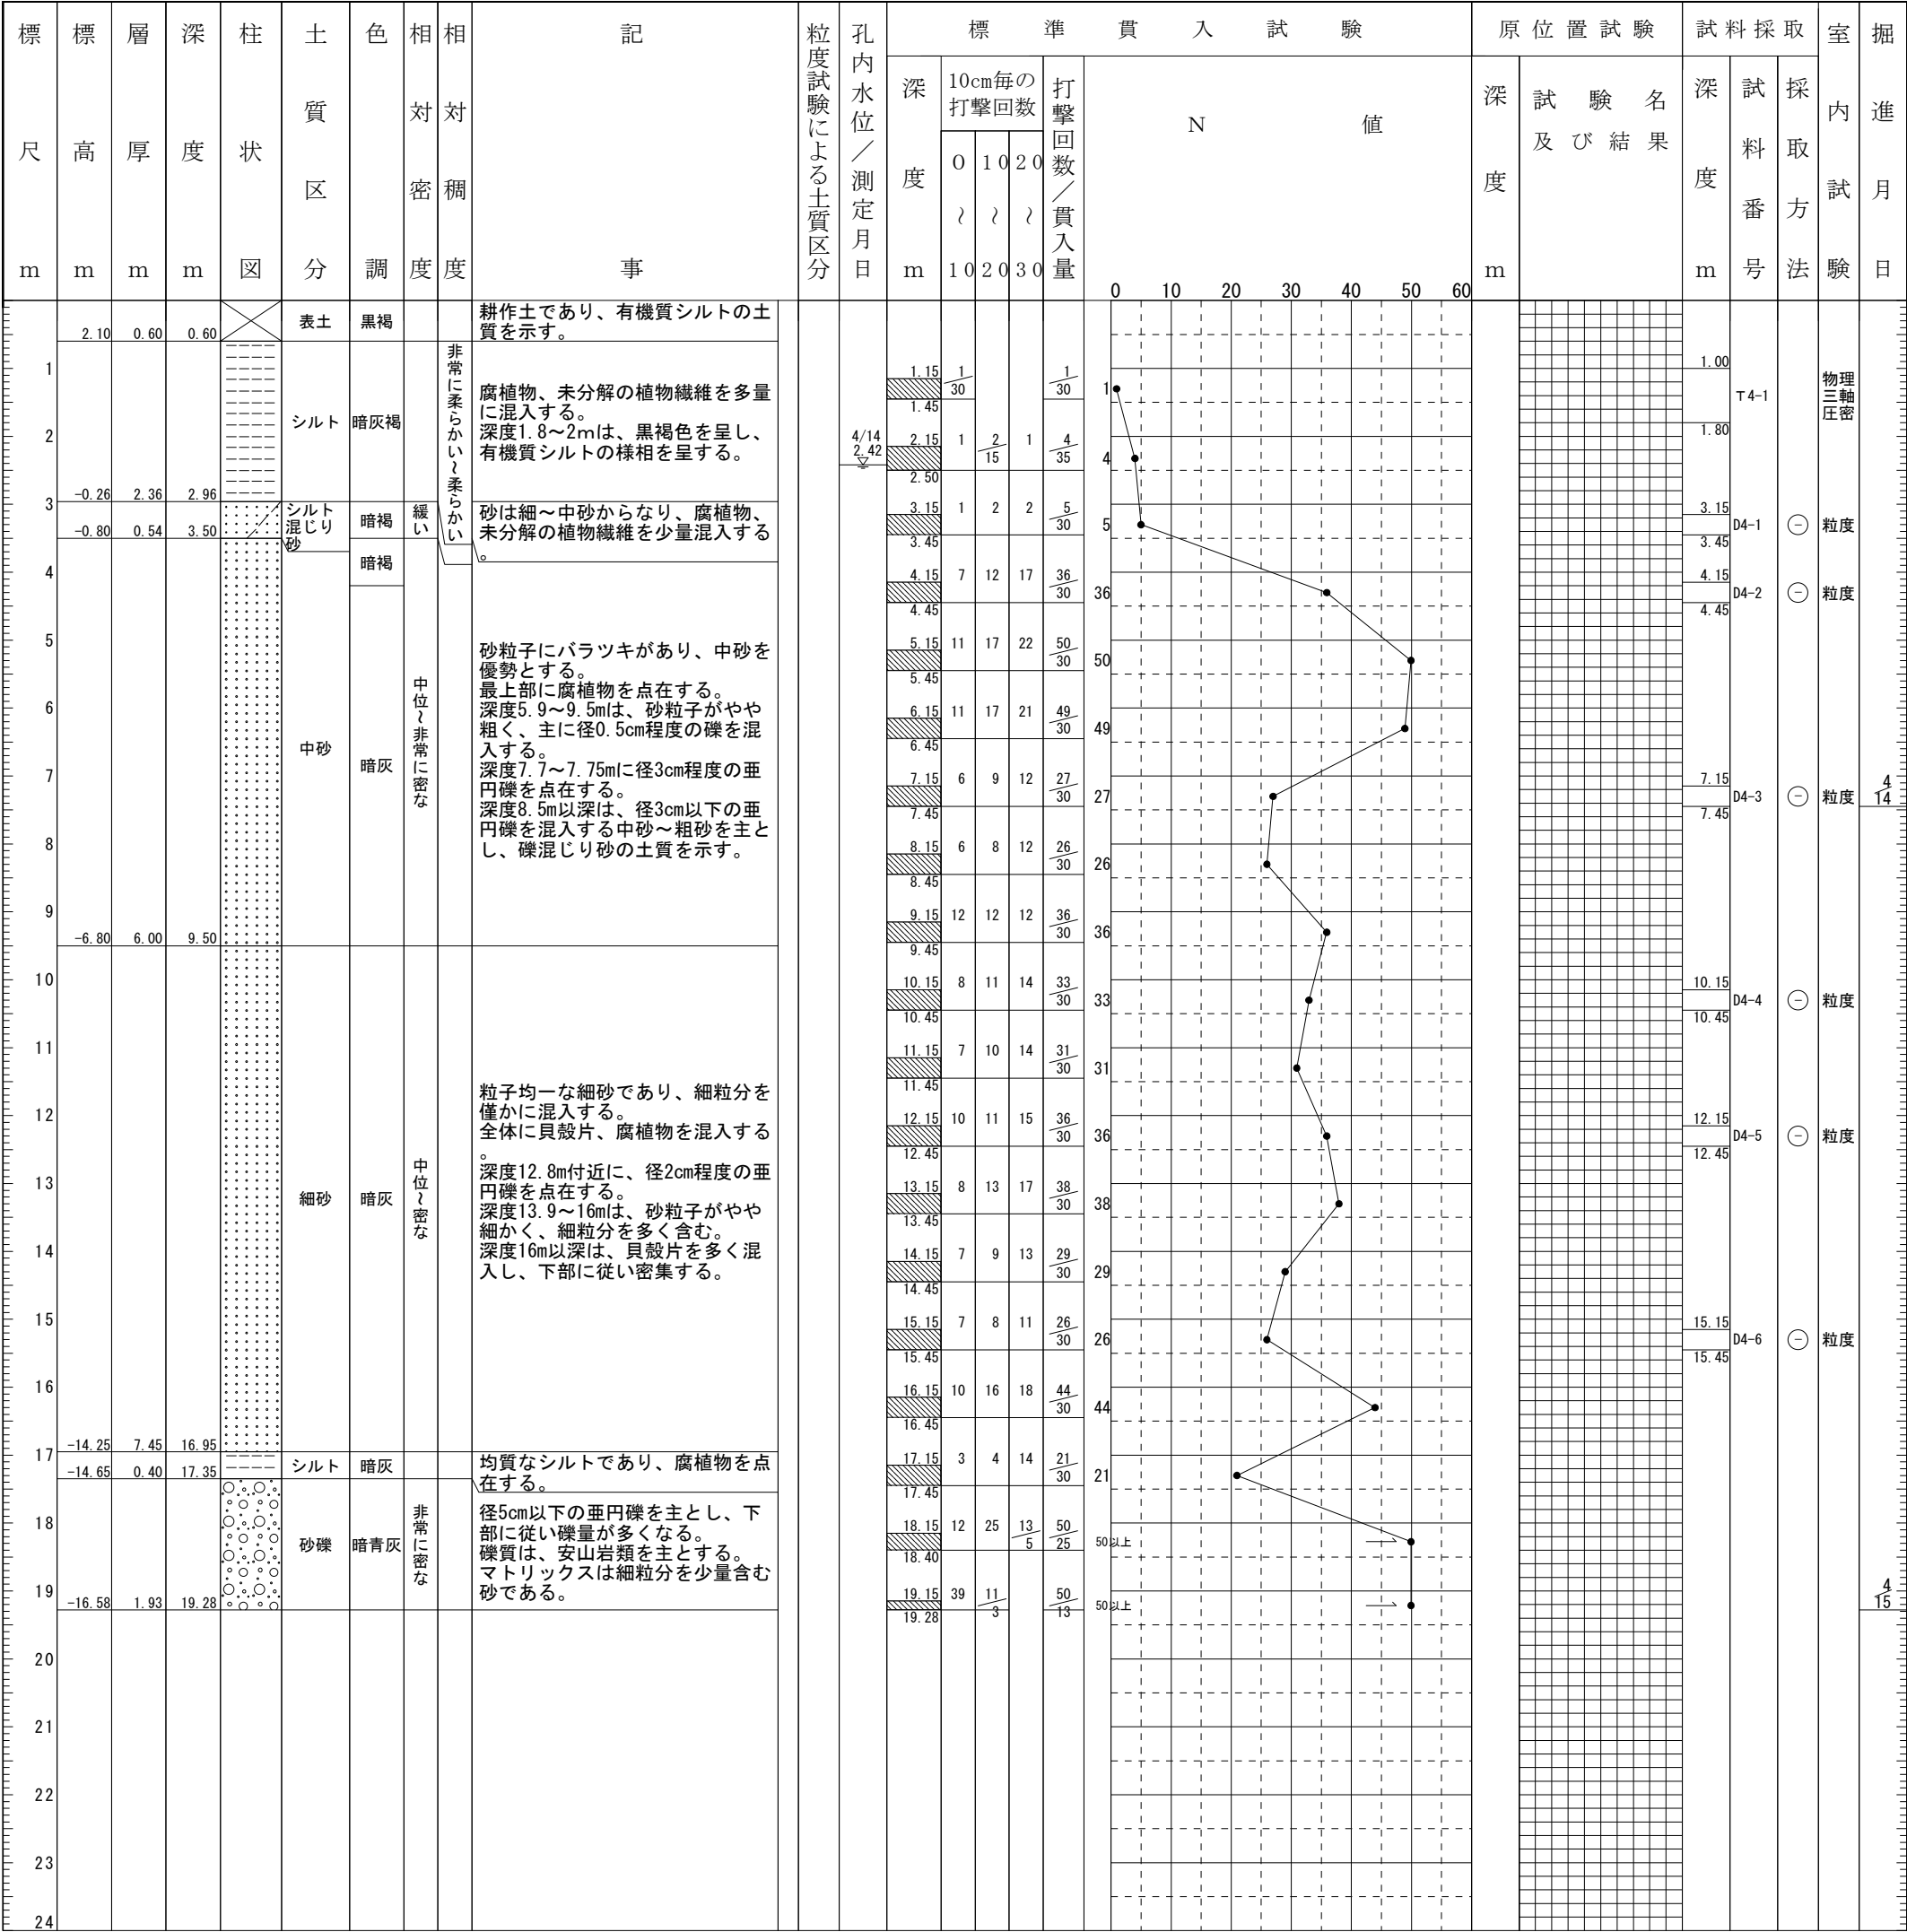 標尺 m
標高 m
層厚 m
深度 m
柱状図
土質区分
色調
相対密度
相対稠度
記事
粒度試験による土質区分
孔内水位／測定月日
標準貫入試験
深度 m
10cm毎の
打撃回数
0～10
10～20
20～30
打撃回数／貫入量
N 値
0 10 20 30 40 50 60
原位置試験
深度 m
試験名
及び結果
試料採取
深度 m
試料番号
採取方法
室内試験
掘進月日
1
2
3
4
5
6
7
8
9
10
11
12
13
14
15
16
17
18
19
20
21
22
23
24
2.10 0.60 0.60
表土 黒褐
耕作土であり、有機質シルトの土
質を示す。
-0.26 2.36 2.96
シルト 暗灰褐
非常に柔らかい～柔らかい
腐植物、未分解の植物繊維を多量
に混入する。
深度1.8～2mは、黒褐色を呈し、
有機質シルトの様相を呈する。
-0.80 0.54 3.50
シルト
混じり
砂
暗褐
緩い
砂は細～中砂からなり、腐植物、
未分解の植物繊維を少量混入する
。
-6.80 6.00 9.50
中砂
暗褐
暗灰
中位～非常に密な
砂粒子にバラツキがあり、中砂を
優勢とする。
最上部に腐植物を点在する。
深度5.9～9.5mは、砂粒子がやや
粗く、主に径0.5cm程度の礫を混
入する。
深度7.7～7.75mに径3cm程度の亜
円礫を点在する。
深度8.5m以深は、径3cm以下の亜
円礫を混入する中砂～粗砂を主と
し、礫混じり砂の土質を示す。
-14.25 7.45 16.95
細砂 暗灰
中位～密な
粒子均一な細砂であり、細粒分を
僅かに混入する。
全体に貝殻片、腐植物を混入する
。
深度12.8m付近に、径2cm程度の亜
円礫を点在する。
深度13.9～16mは、砂粒子がやや
細かく、細粒分を多く含む。
深度16m以深は、貝殻片を多く混
入し、下部に従い密集する。
-14.65 0.40 17.35
シルト 暗灰
均質なシルトであり、腐植物を点
在する。
-16.58 1.93 19.28
砂礫 暗青灰
非常に密な
径5cm以下の亜円礫を主とし、下
部に従い礫量が多くなる。
礫質は、安山岩類を主とする。
マトリックスは細粒分を少量含む
砂である。
4/14
2.42
1.15 1/30 1/30 1
1.45
2.15 1 2/15 1 4/35 4
2.50
3.15 1 2 2 5/30 5
3.45
4.15 7 12 17 36/30 36
4.45
5.15 11 17 22 50/30 50
5.45
6.15 11 17 21 49/30 49
6.45
7.15 6 9 12 27/30 27
7.45
8.15 6 8 12 26/30 26
8.45
9.15 12 12 12 36/30 36
9.45
10.15 8 11 14 33/30 33
10.45
11.15 7 10 14 31/30 31
11.45
12.15 10 11 15 36/30 36
12.45
13.15 8 13 17 38/30 38
13.45
14.15 7 9 13 29/30 29
14.45
15.15 7 8 11 26/30 26
15.45
16.15 10 16 18 44/30 44
16.45
17.15 3 4 14 21/30 21
17.45
18.15 12 25 13/5 50/25 50以上
18.40
19.15 39 11/3 50/13 50以上
19.28
1.00
T4-1
1.80
物理
三軸
圧密
3.15
D4-1 粒度
3.45
4.15
D4-2 粒度
4.45
7.15
D4-3 粒度
7.45
10.15
D4-4 粒度
10.45
12.15
D4-5 粒度
12.45
15.15
D4-6 粒度
15.45
4/14
4/15